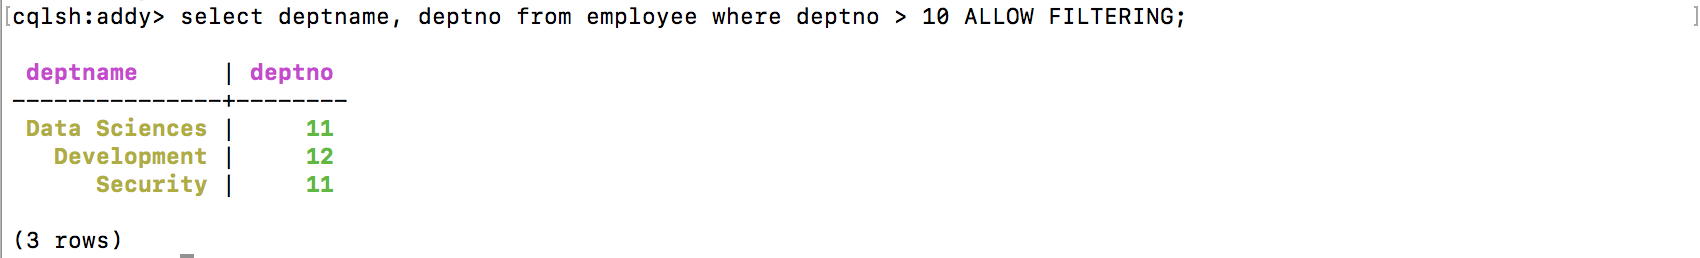 [cqlsh:addy> select deptname, deptno from employee where deptno > 10 ALLOW FILTERING; ]
 deptname      | deptno
---------------+--------
 Data Sciences |     11
   Development |     12
      Security |     11
(3 rows)